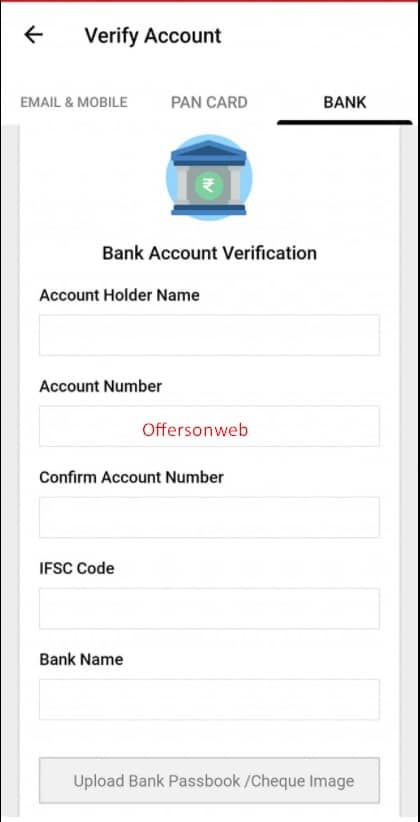 Verify Account
EMAIL & MOBILE PAN CARD BANK
₹
Bank Account Verification
Account Holder Name
Account Number
Offersonweb
Confirm Account Number
IFSC Code
Bank Name
Upload Bank Passbook /Cheque Image